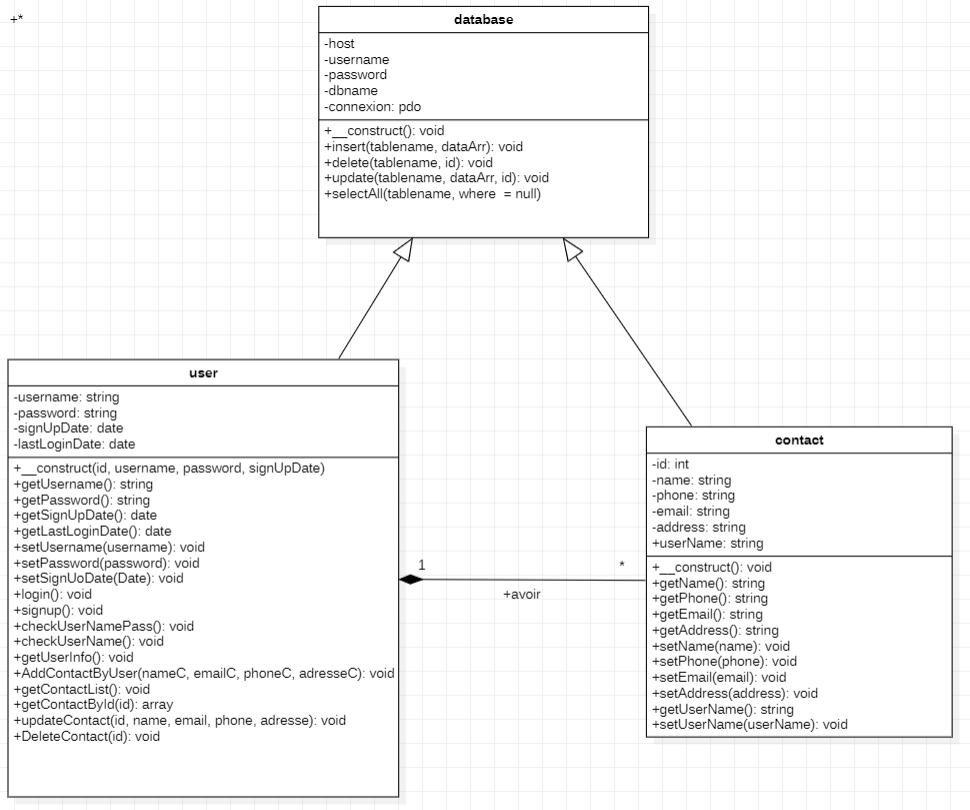 +*
database
-host
-username
-password
-dbname
-connexion: pdo
+__construct(): void
+insert(tablename, dataArr): void
+delete(tablename, id): void
+update(tablename, dataArr, id): void
+selectAll(tablename, where  = null)
user
-username: string
-password: string
-signUpDate: date
-lastLoginDate: date
+__construct(id, username, password, signUpDate)
+getUsername(): string
+getPassword(): string
+getSignUpDate(): date
+getLastLoginDate(): date
+setUsername(username): void
+setPassword(password): void
+setSignUoDate(Date): void
+login(): void
+signup(): void
+checkUserNamePass(): void
+checkUserName(): void
+getUserInfo(): void
+AddContactByUser(nameC, emailC, phoneC, adresseC): void
+getContactList(): void
+getContactById(id): array
+updateContact(id, name, email, phone, adresse): void
+DeleteContact(id): void
1
*
+avoir
contact
-id: int
-name: string
-phone: string
-email: string
-address: string
+userName: string
+__construct(): void
+getName(): string
+getPhone(): string
+getEmail(): string
+getAddress(): string
+setName(name): void
+setPhone(phone): void
+setEmail(email): void
+setAddress(address): void
+getUserName(): string
+setUserName(userName): void